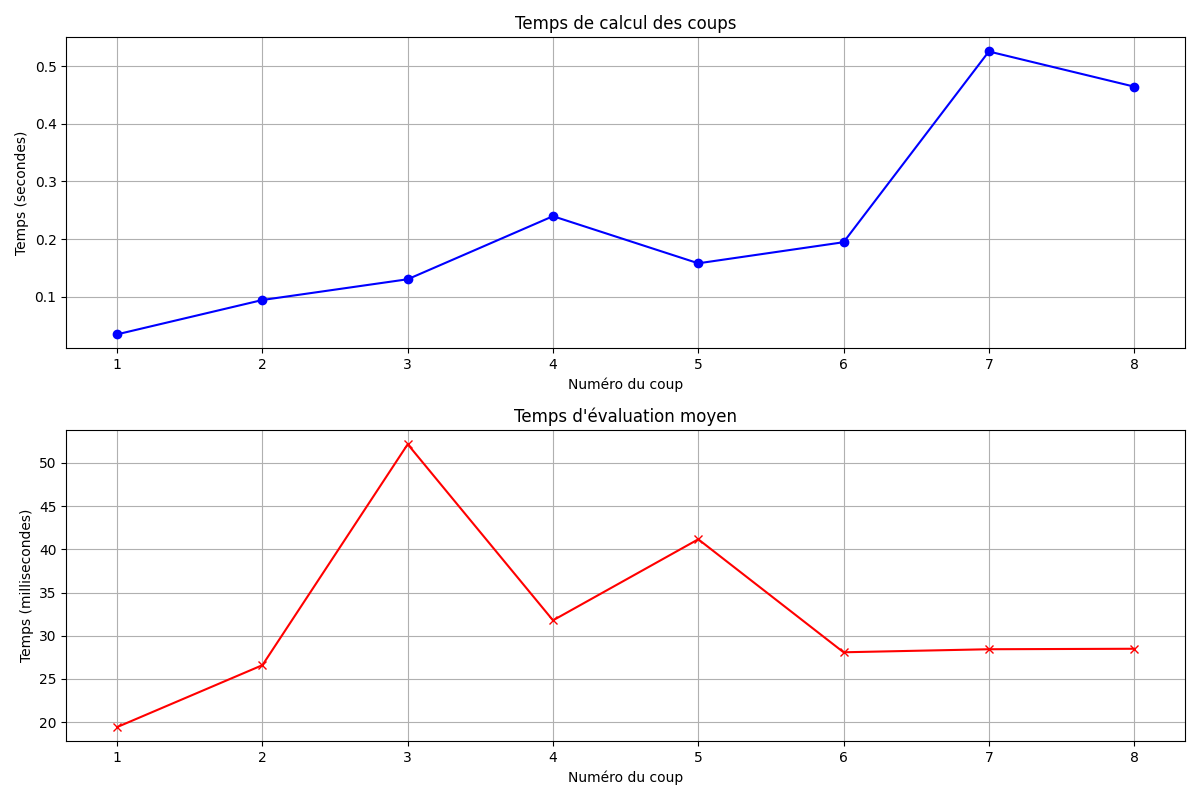 Temps de calcul des coups
0.5
0.4
0.3
0.2
0.1
Temps (secondes)
1 2 3 4 5 6 7 8
Numéro du coup
Temps d'évaluation moyen
50
45
40
35
30
25
20
Temps (millisecondes)
1 2 3 4 5 6 7 8
Numéro du coup